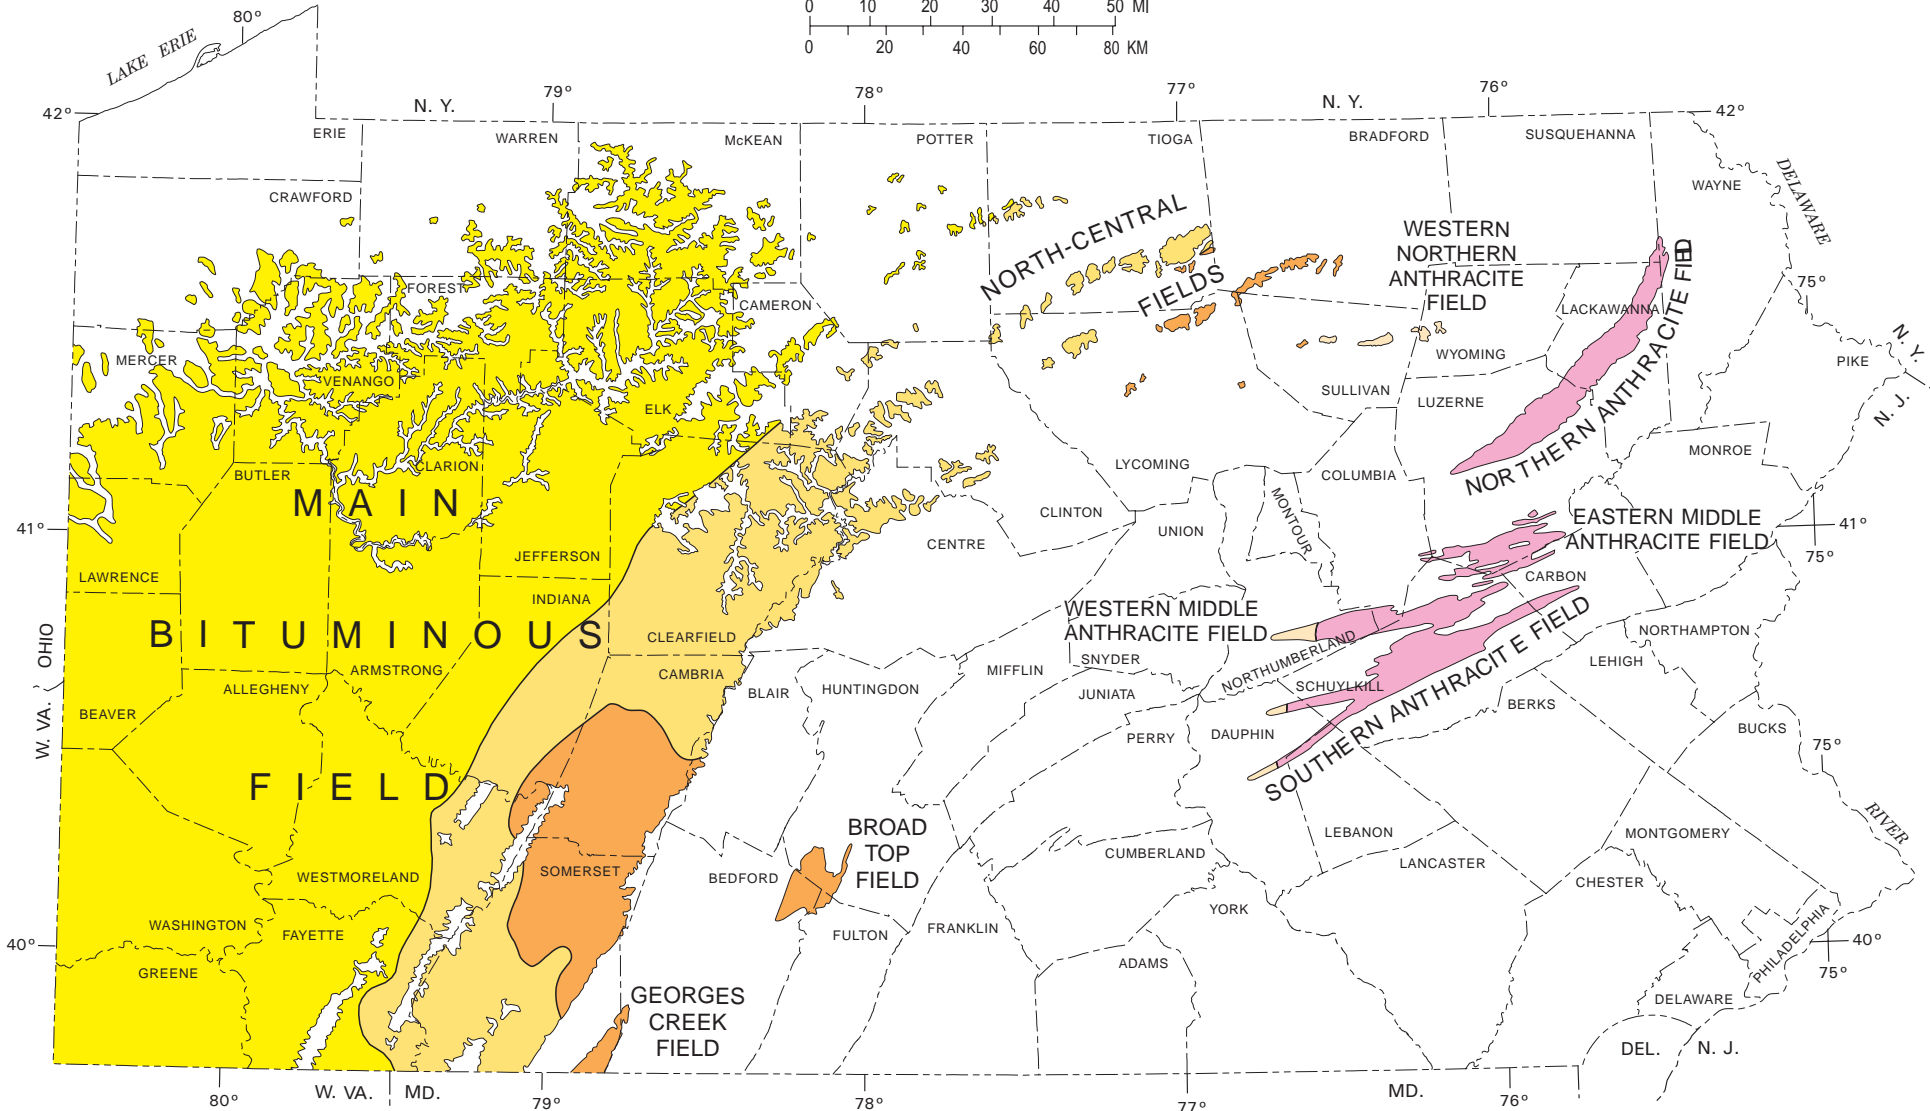 0 10 20 30 40 50 MI
0 20 40 60 80 KM
80°
LAKE ERIE
79°
78°
77°
76°
42°
N. Y.
N. Y.
42°
ERIE
WARREN
McKEAN
POTTER
TIOGA
BRADFORD
SUSQUEHANNA
WAYNE
DELAWARE
CRAWFORD
NORTH-CENTRAL
FIELDS
WESTERN
NORTHERN
ANTHRACITE
FIELD
FOREST
CAMERON
LACKAWANNA
NORTHERN ANTHRACITE FIELD
75°
N. Y.
N. J.
MERCER
VENANGO
ELK
WYOMING
SULLIVAN
LUZERNE
PIKE
BUTLER
CLARION
LYCOMING
COLUMBIA
MONROE
MAIN
CLINTON
MONTOUR
UNION
EASTERN MIDDLE
ANTHRACITE FIELD
41°
41°
75°
JEFFERSON
CENTRE
LAWRENCE
CARBON
INDIANA
WESTERN MIDDLE
ANTHRACITE FIELD
BITUMINOUS
CLEARFIELD
NORTHUMBERLAND
NORTHAMPTON
OHIO
W. VA.
ARMSTRONG
CAMBRIA
MIFFLIN
SNYDER
LEHIGH
ALLEGHENY
BLAIR
HUNTINGDON
JUNIATA
SCHUYLKILL
BEAVER
BERKS
PERRY
DAUPHIN
SOUTHERN ANTHRACITE FIELD
BUCKS
75°
FIELD
RIVER
BROAD
TOP
FIELD
LEBANON
MONTGOMERY
SOMERSET
CUMBERLAND
LANCASTER
WESTMORELAND
BEDFORD
CHESTER
YORK
WASHINGTON
FAYETTE
FULTON
FRANKLIN
PHILADELPHIA
40°
40°
75°
GREENE
ADAMS
GEORGES
CREEK
FIELD
DELAWARE
DEL.
N. J.
80°
W. VA.
MD.
79°
78°
77°
MD.
76°